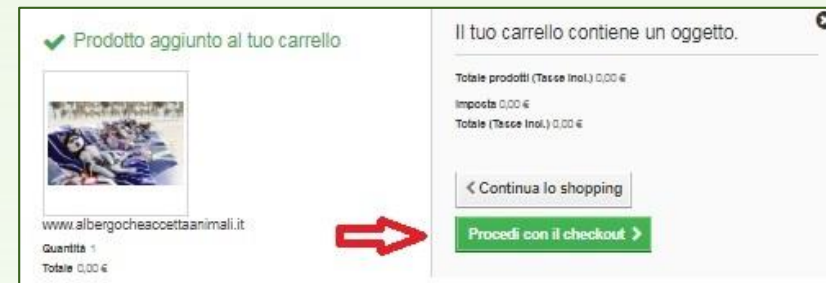 Prodotto aggiunto al tuo carrello
www.albergocheaccettaanimali.it
Quantità 1
Totale 0,00 €
Il tuo carrello contiene un oggetto.
Totale prodotti (Tasse incl.) 0,00 €
Imposta 0,00 €
Totale (Tasse incl.) 0,00 €
Continua lo shopping
Procedi con il checkout